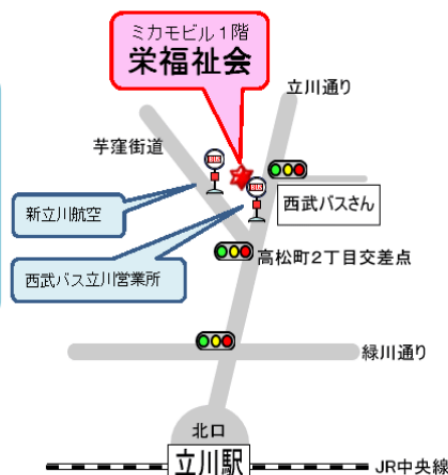 ミカモビル1階
栄福祉会
立川通り
芋窪街道
BUS
BUS
西武バスさん
新立川航空
西武バス立川営業所
高松町2丁目交差点
緑川通り
北口
立川駅
JR中央線